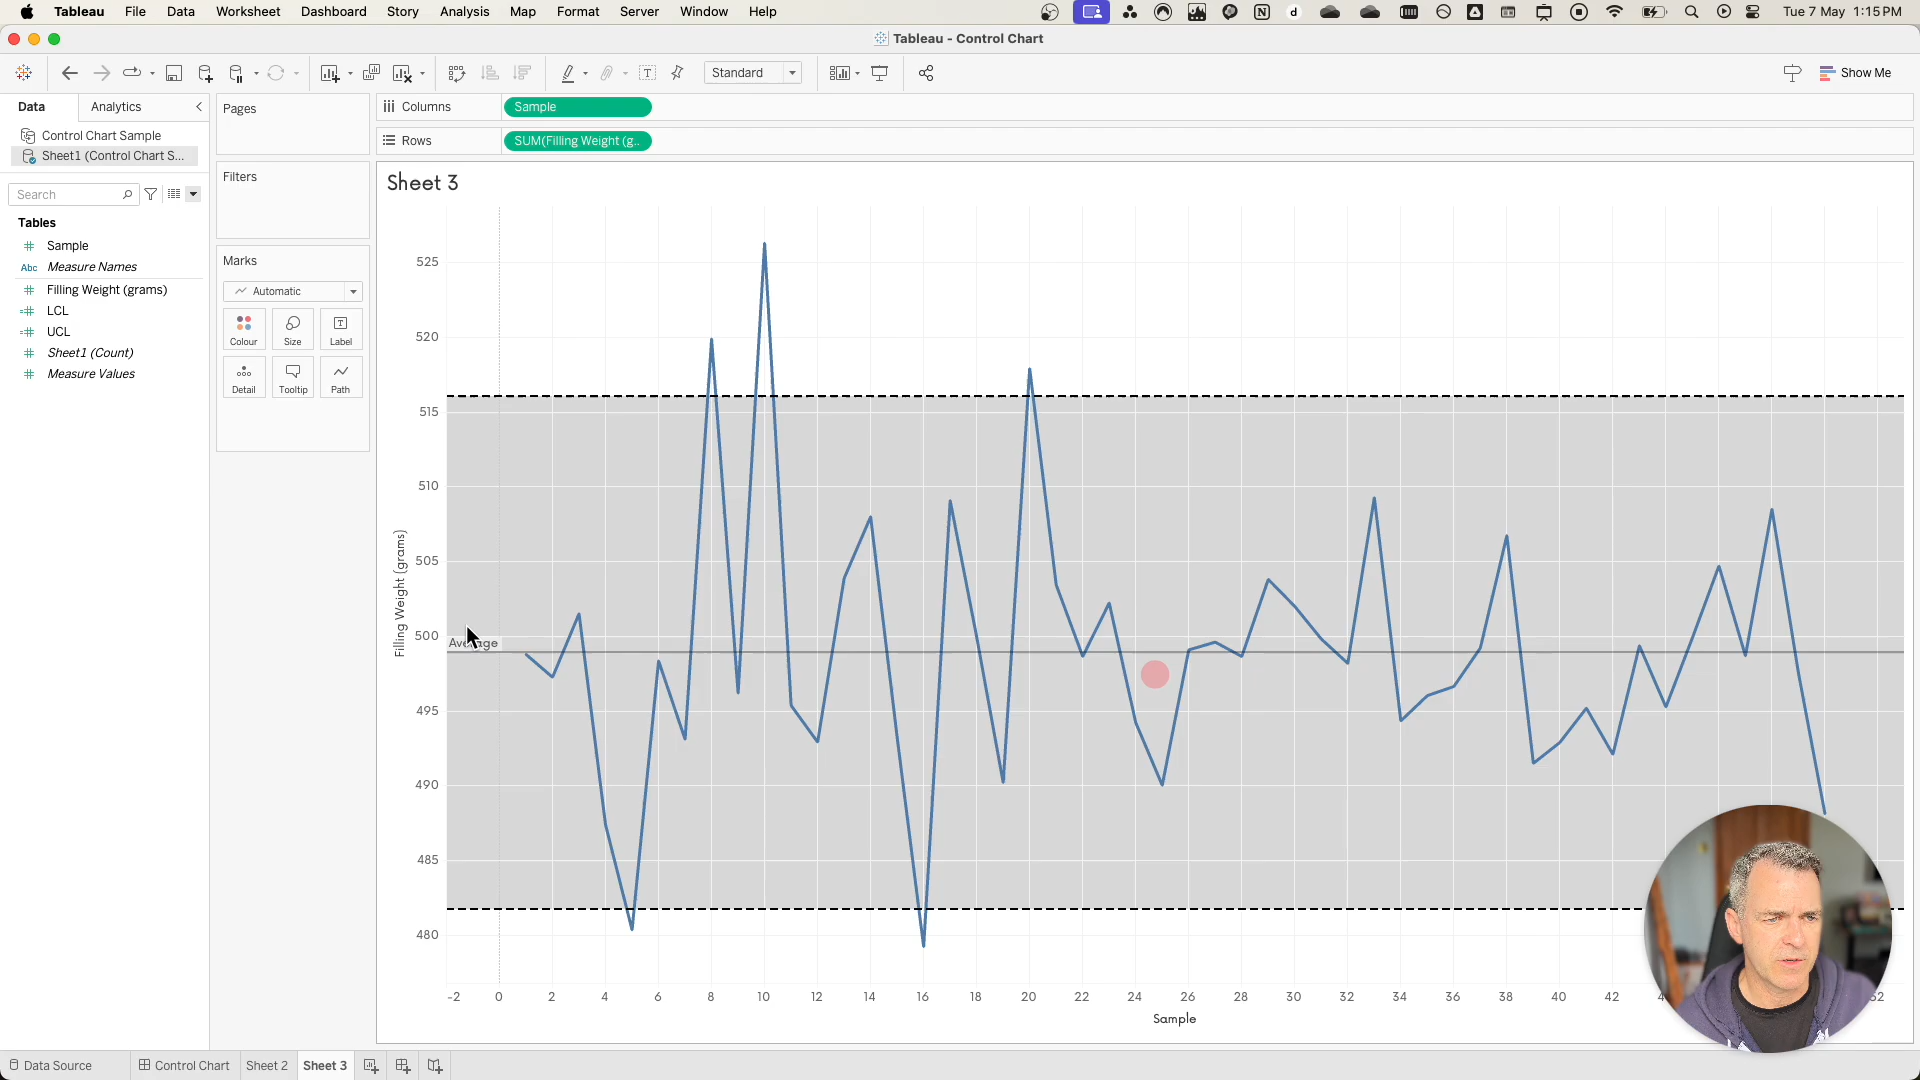 Tableau File Data Worksheet Dashboard Story Analysis Map Format Server Window Help
Tue 7 May 1:15 PM
Tableau - Control Chart
Standard
Show Me
Data Analytics
Control Chart Sample
Sheet1 (Control Chart S...
Search
Tables
Sample
Abc Measure Names
Filling Weight (grams)
LCL
UCL
Sheet1 (Count)
Measure Values
Pages
Filters
Marks
Automatic
Colour Size Label
Detail Tooltip Path
Columns Sample
Rows SUM(Filling Weight (g..
Sheet 3
525
520
515
510
505
500
495
490
485
480
Filling Weight (grams)
-2 0 2 4 6 8 10 12 14 16 18 20 22 24 26 28 30 32 34 36 38 40 42
Sample
Data Source Control Chart Sheet 2 Sheet 3